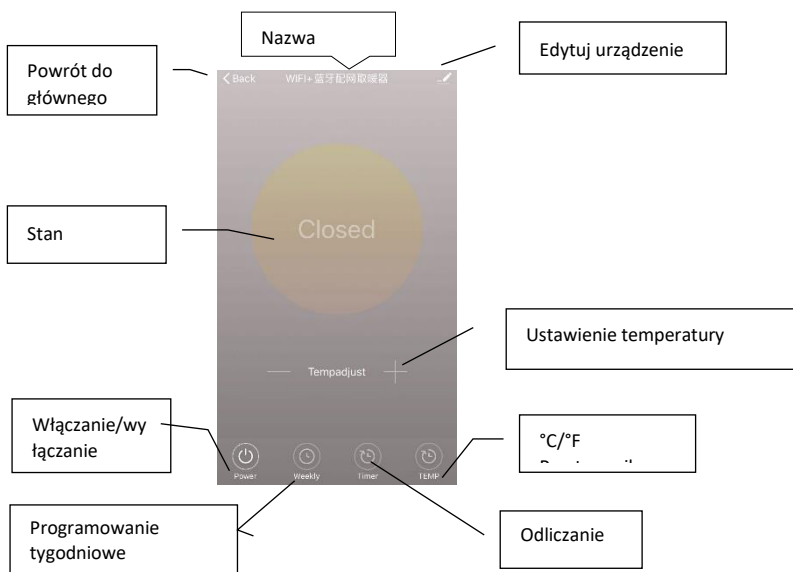 Nazwa
Edytuj urządzenie
Powrót do
głównego
< Back WIFI+蓝牙配网取暖器
Stan
Closed
Ustawienie temperatury
Tempadjust
Włączanie/wy
łączanie
°C/°F
Power Weekly Timer TEMP
Programowanie
tygodniowe
Odliczanie